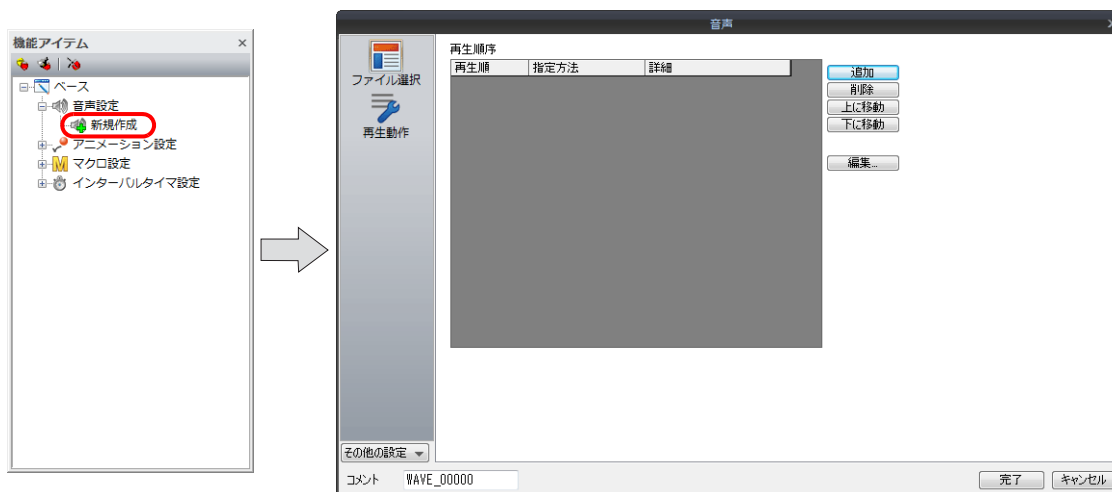 機能アイテム
ベース
音声設定
新規作成
アニメーション設定
マクロ設定
インターバルタイマ設定
音声
ファイル選択
再生動作
再生順序
再生順 指定方法 詳細
追加
削除
上に移動
下に移動
編集...
その他の設定
コメント WAVE_00000
完了 キャンセル